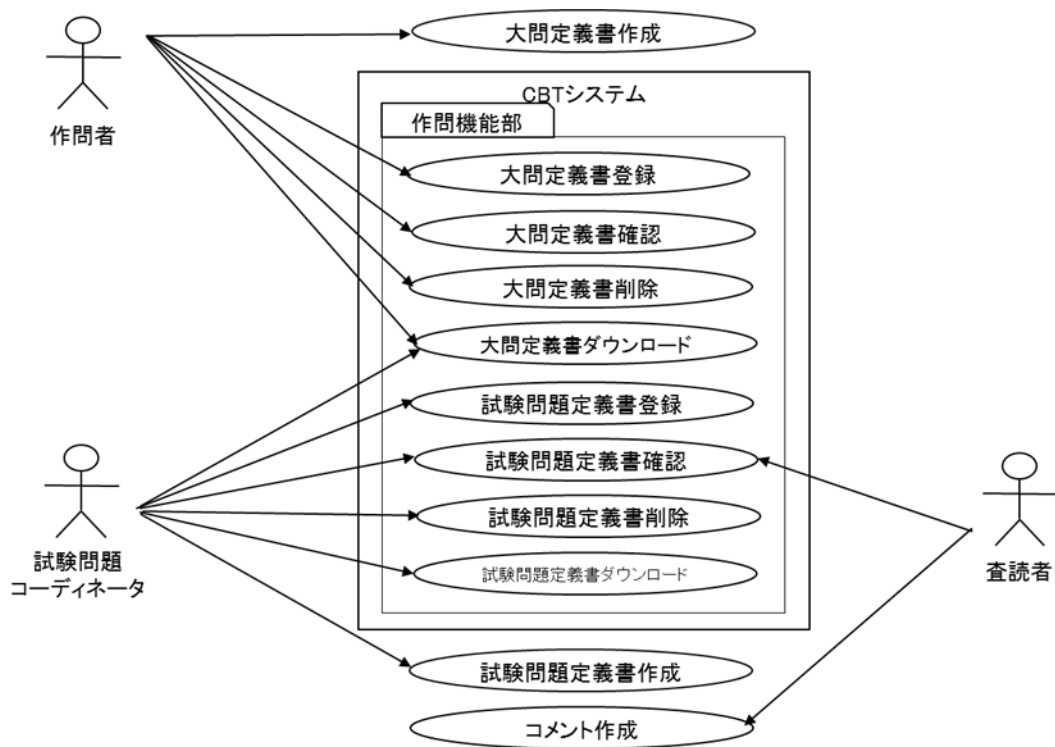 大問定義書作成
作問者
CBTシステム
作問機能部
大問定義書登録
大問定義書確認
大問定義書削除
大問定義書ダウンロード
試験問題定義書登録
試験問題定義書確認
試験問題定義書削除
試験問題定義書ダウンロード
試験問題
コーディネータ
査読者
試験問題定義書作成
コメント作成